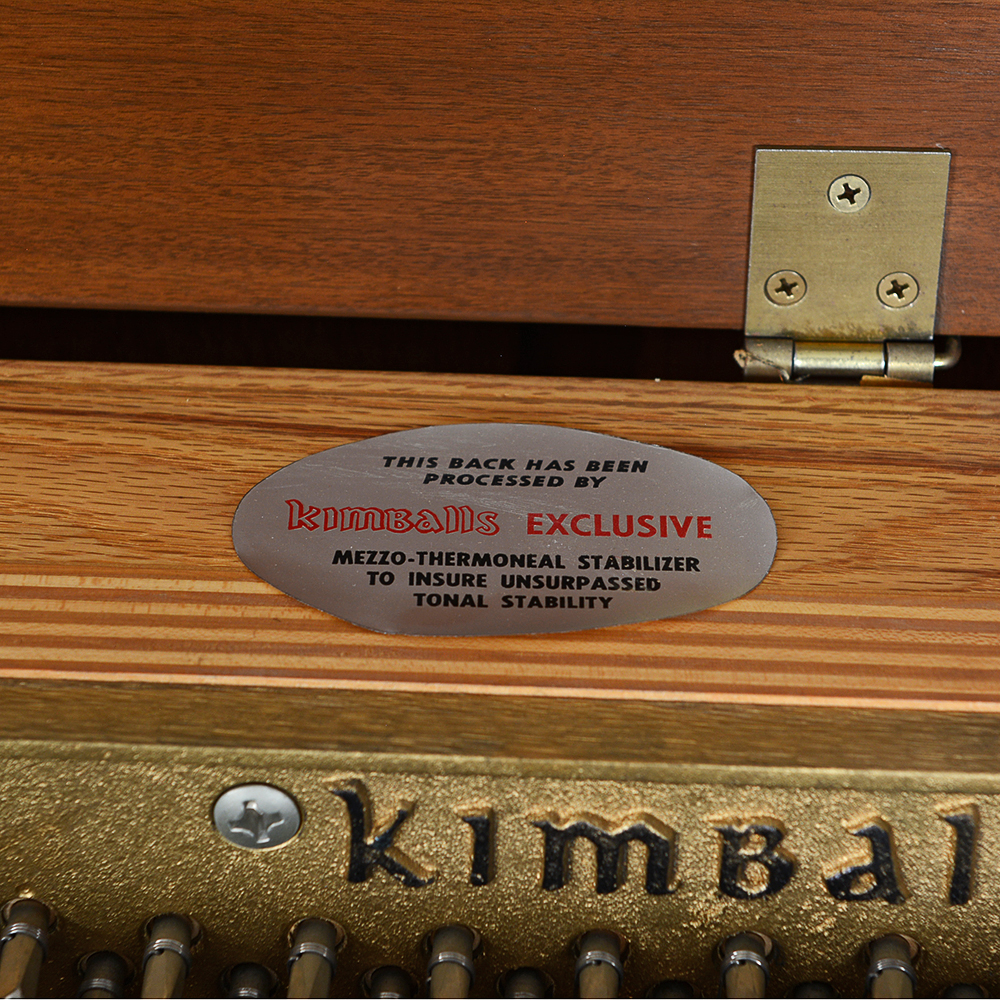 THIS BACK HAS BEEN
PROCESSED BY
kimBalls EXCLUSIVE
MEZZO-THERMONEAL STABILIZER
TO INSURE UNSURPASSED
TONAL STABILITY
kimBal